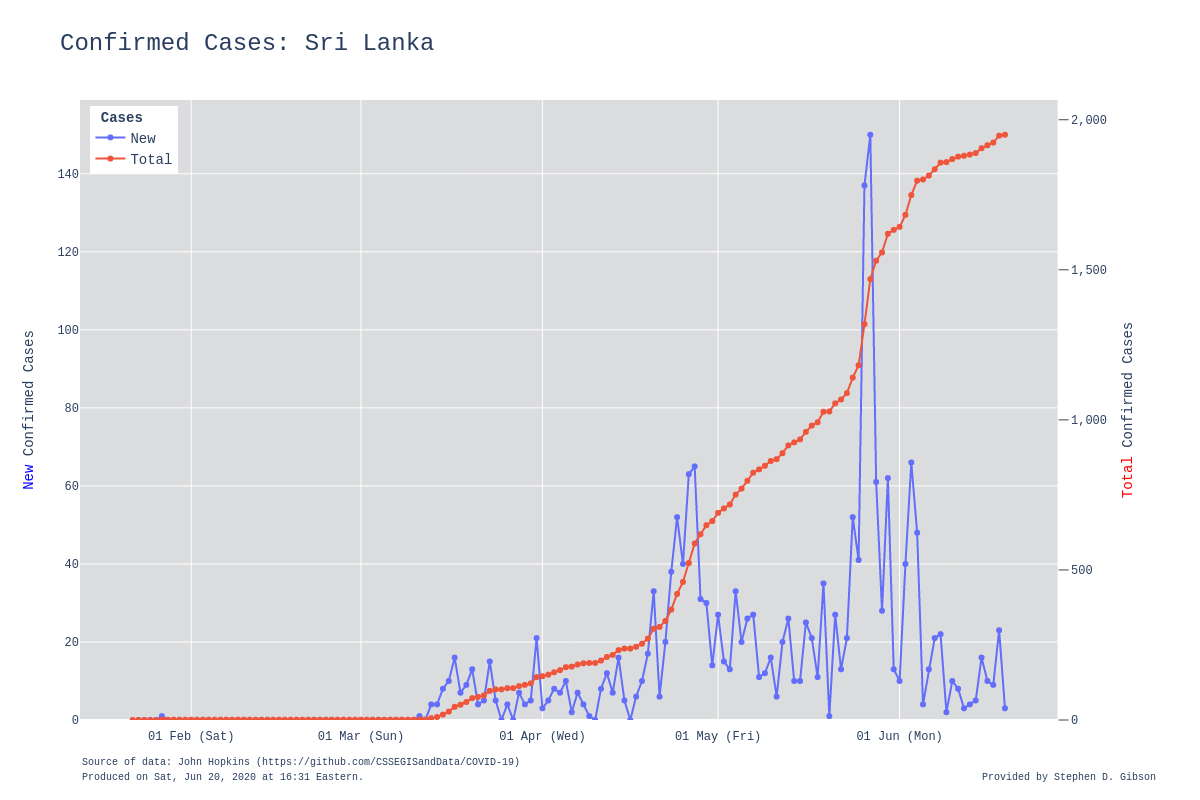 Confirmed Cases: Sri Lanka
Cases
New
Total
140
120
100
80
60
40
20
0
2,000
1,500
1,000
500
0
New Confirmed Cases
Total Confirmed Cases
01 Feb (Sat)
01 Mar (Sun)
01 Apr (Wed)
01 May (Fri)
01 Jun (Mon)
Source of data: John Hopkins (https://github.com/CSSEGISandData/COVID-19)
Produced on Sat, Jun 20, 2020 at 16:31 Eastern.
Provided by Stephen D. Gibson